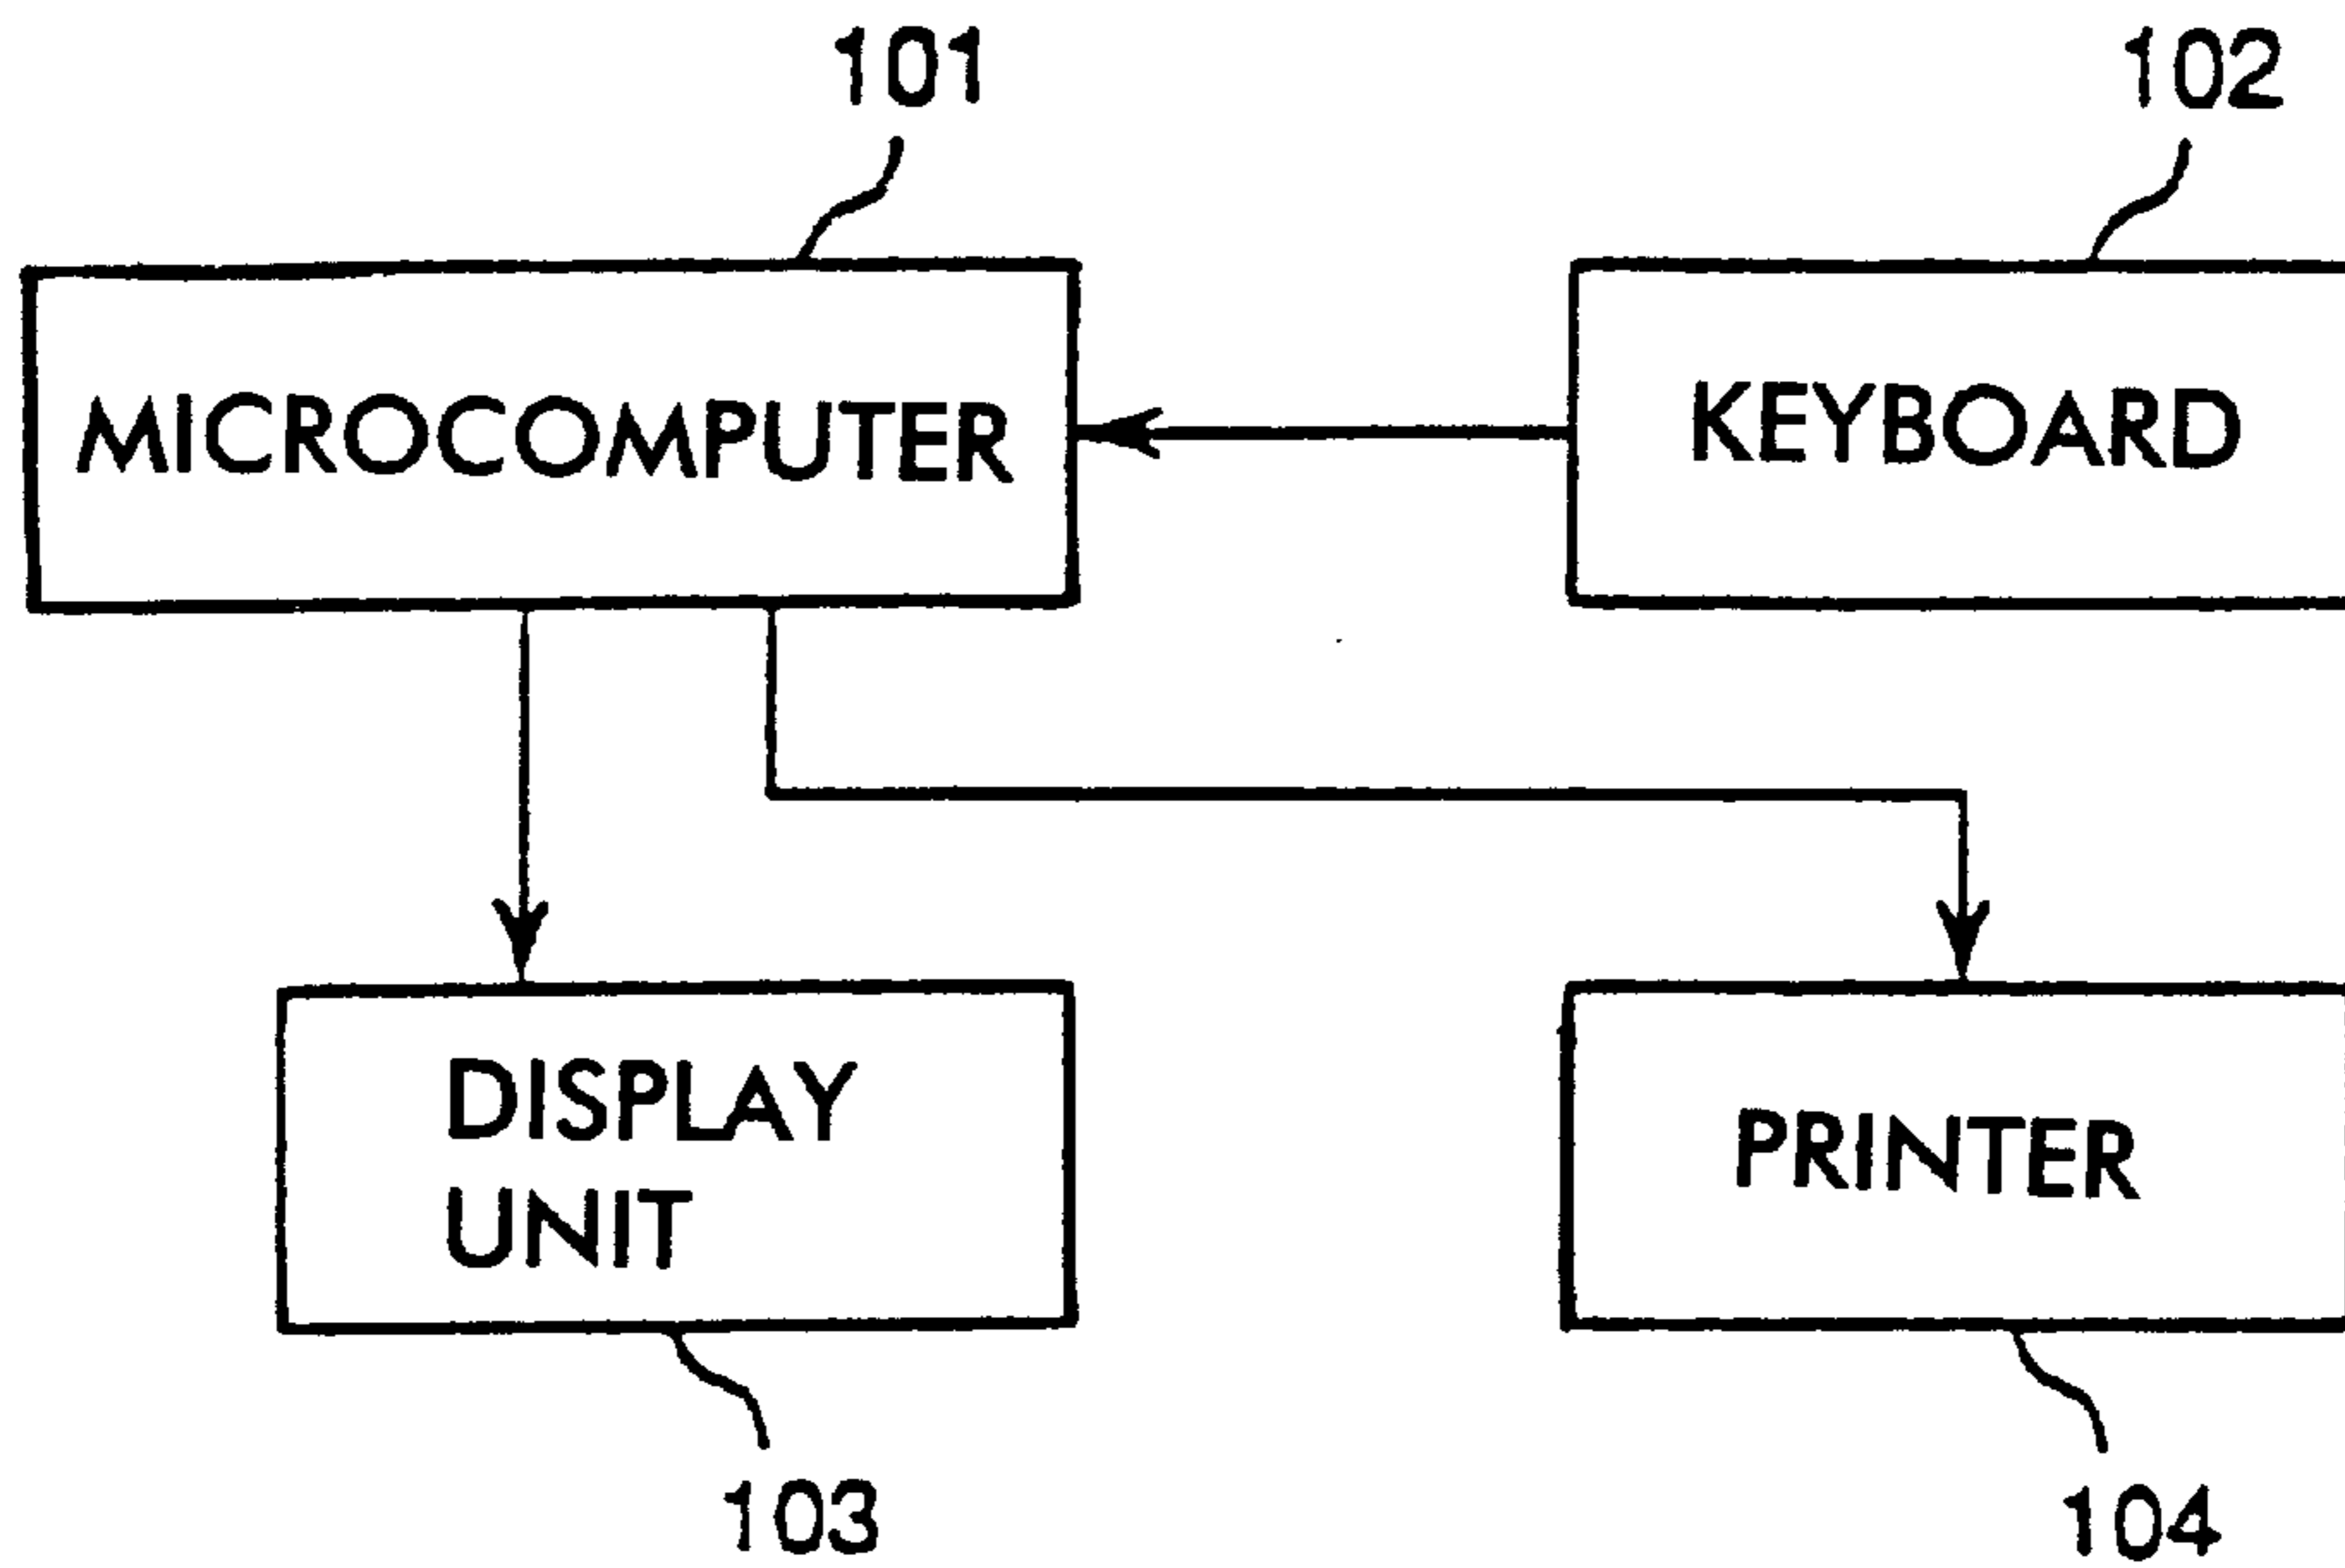 101
102
MICROCOMPUTER
KEYBOARD
DISPLAY
UNIT
PRINTER
103
104